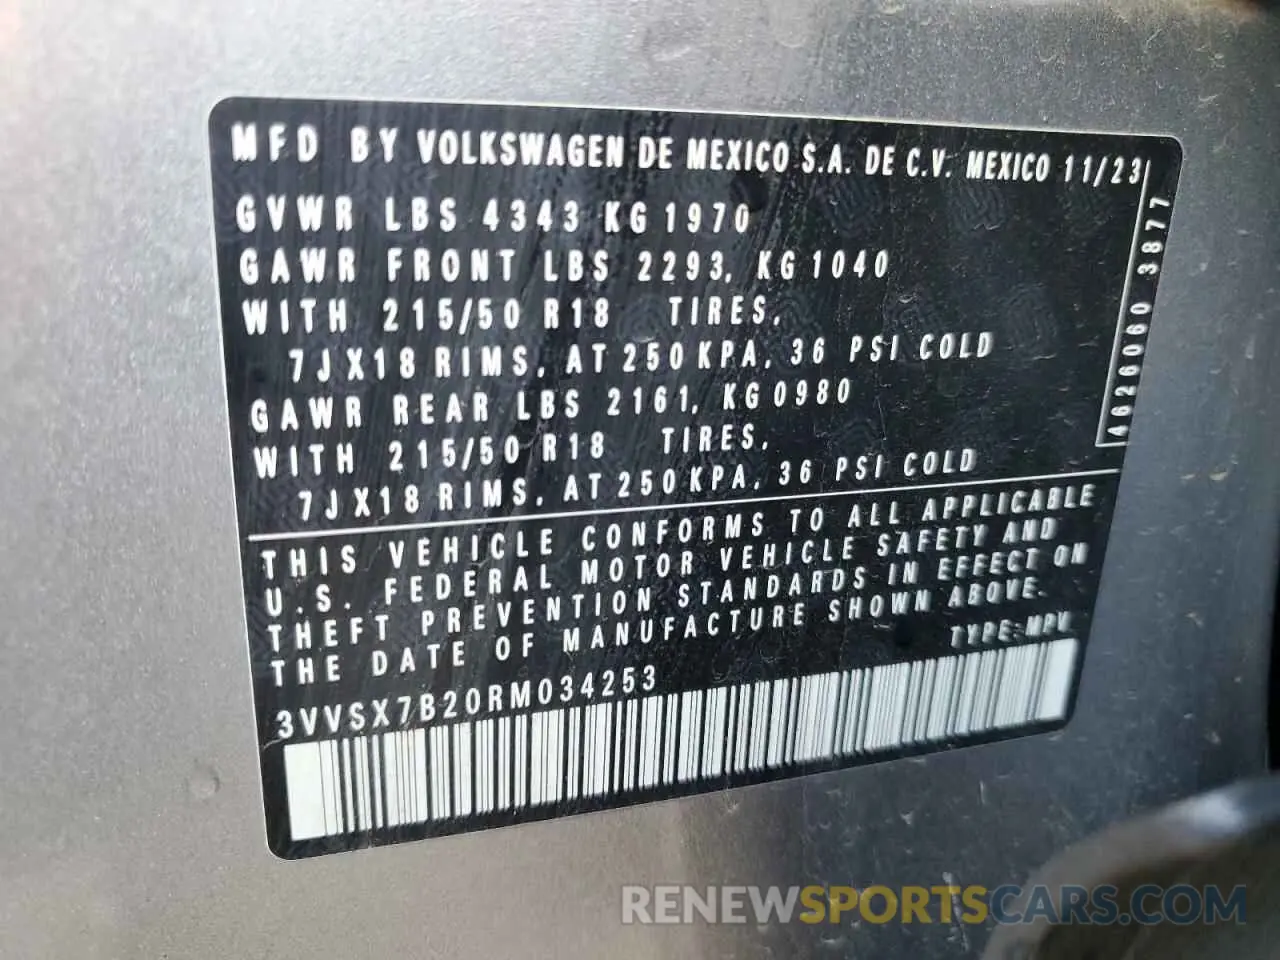 MFD BY VOLKSWAGEN DE MEXICO S.A. DE C.V. MEXICO 11/23
GVWR LBS 4343 KG 1970
GAWR FRONT LBS 2293, KG 1040
WITH 215/50 R18 TIRES,
7JX18 RIMS, AT 250 KPA, 36 PSI COLD
GAWR REAR LBS 2161, KG 0980
WITH 215/50 R18 TIRES,
7JX18 RIMS, AT 250 KPA, 36 PSI COLD
4626060 3877
THIS VEHICLE CONFORMS TO ALL APPLICABLE
U.S. FEDERAL MOTOR VEHICLE SAFETY AND
THEFT PREVENTION STANDARDS IN EFFECT ON
THE DATE OF MANUFACTURE SHOWN ABOVE.
TYPE:MPV
3VVSX7B20RM034253
RENEWSPORTSCARS.COM